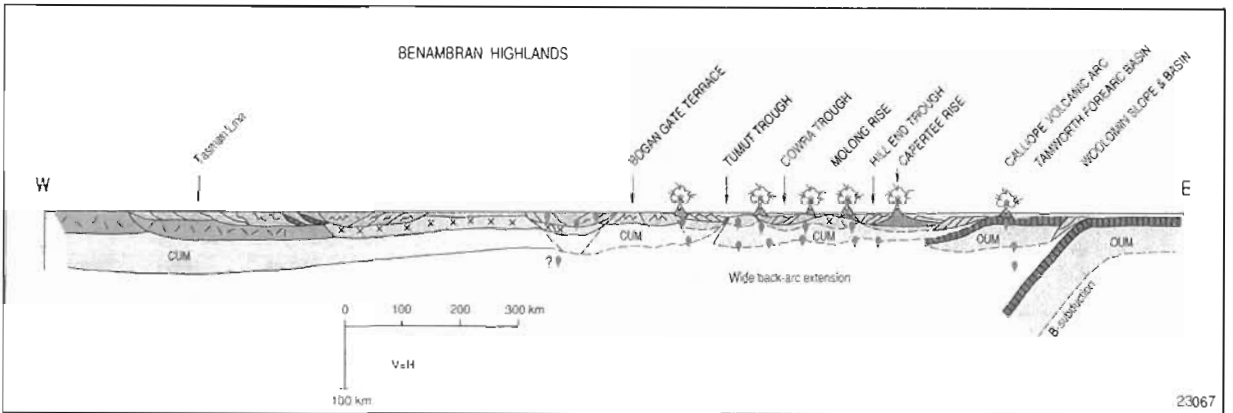 BENAMBRAN HIGHLANDS
Tasman Line
BOGAN GATE TERRACE
TUMUT TROUGH
COWRA TROUGH
MOLONG RISE
HILL END TROUGH
CAPERTEE RISE
CALLIOPE VOLCANIC ARC
TAMWORTH FOREARC BASIN
WOOLOMIN SLOPE & BASIN
W
E
CUM
CUM
CUM
OUM
OUM
?
Wide back-arc extension
B-subduction
0 100 200 300 km
V=H
100 km
23067